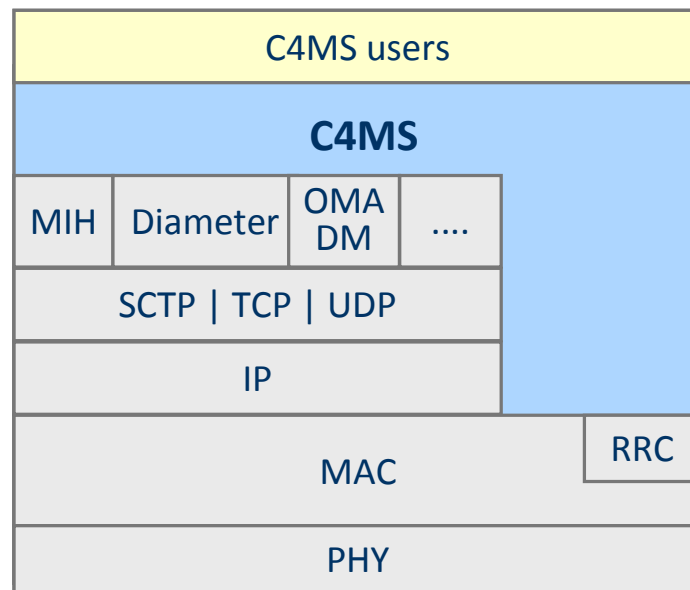 C4MS users
C4MS
MIH
Diameter
OMA
DM
....
SCTP | TCP | UDP
IP
RRC
MAC
PHY